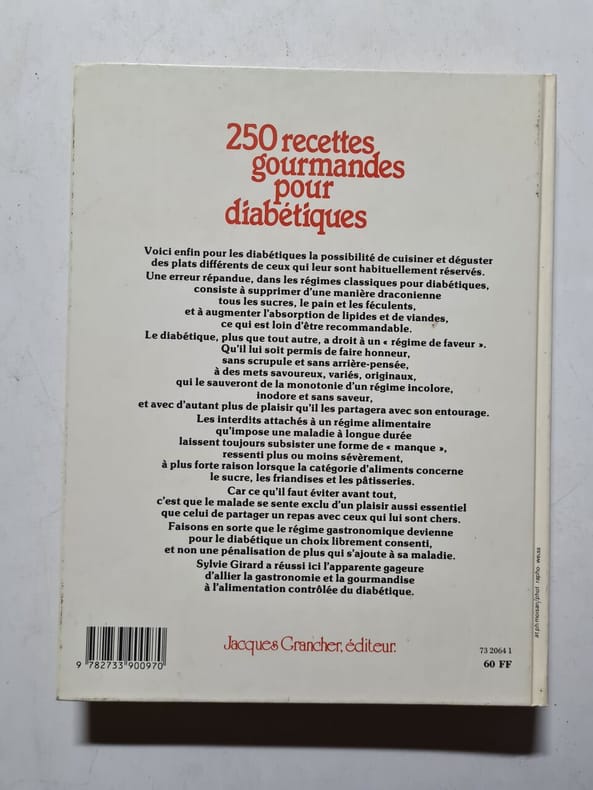 250 recettes
gourmandes
pour
diabétiques
Voici enfin pour les diabétiques la possibilité de cuisiner et déguster
des plats différents de ceux qui leur sont habituellement réservés.
Une erreur répandue, dans les régimes classiques pour diabétiques,
consiste à supprimer d'une manière draconienne
tous les sucres, le pain et les féculents,
et à augmenter l'absorption de lipides et de viandes,
ce qui est loin d'être recommandable.
Le diabétique, plus que tout autre, a droit à un « régime de faveur ».
Qu'il lui soit permis de faire honneur,
sans scrupule et sans arrière-pensée,
à des mets savoureux, variés, originaux,
qui le sauveront de la monotonie d'un régime incolore,
inodore et sans saveur,
et avec d'autant plus de plaisir qu'il les partagera avec son entourage.
Les interdits attachés à un régime alimentaire
qu'impose une maladie à longue durée
laissent toujours subsister une forme de « manque »,
ressenti plus ou moins sévèrement,
à plus forte raison lorsque la catégorie d'aliments concerne
le sucre, les friandises et les pâtisseries.
Car ce qu'il faut éviter avant tout,
c'est que le malade se sente exclu d'un plaisir aussi essentiel
que celui de partager un repas avec ceux qui lui sont chers.
Faisons en sorte que le régime gastronomique devienne
pour le diabétique un choix librement consenti,
et non une pénalisation de plus qui s'ajoute à sa maladie.
Sylvie Girard a réussi ici l'apparente gageure
d'allier la gastronomie et la gourmandise
à l'alimentation contrôlée du diabétique.
9 782733 900970
Jacques Grancher, éditeur.
73 2064 1
60 FF
rapho weiss